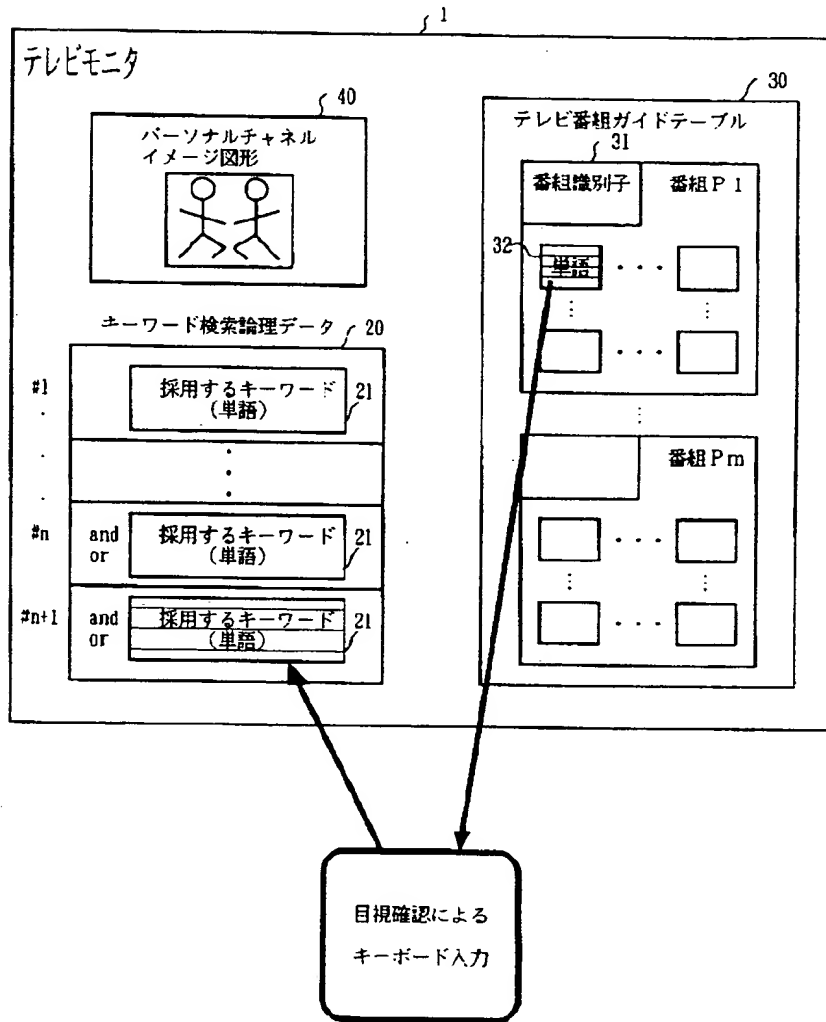 1
テレビモニタ
40
パーソナルチャネル
イメージ図形
30
テレビ番組ガイドテーブル
31
番組識別子
番組P1
32
単語
・・・
・・・
番組Pm
・・・
・・・
キーワード検索論理データ
20
#1
採用するキーワード
(単語)
21
#n
and
or
採用するキーワード
(単語)
21
#n+1
and
or
採用するキーワード
(単語)
21
目視確認による
キーボード入力